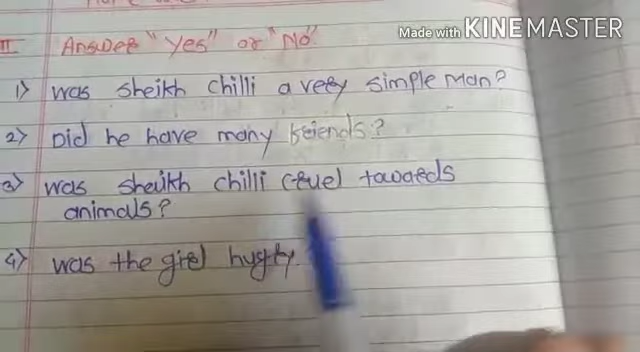 Made with KINEMASTER
II Answer "Yes" or "No"
1) Was sheikh chilli a very simple man?
2) Did he have many friends?
3) was sheikh chilli cruel towards
animals?
4) was the girl